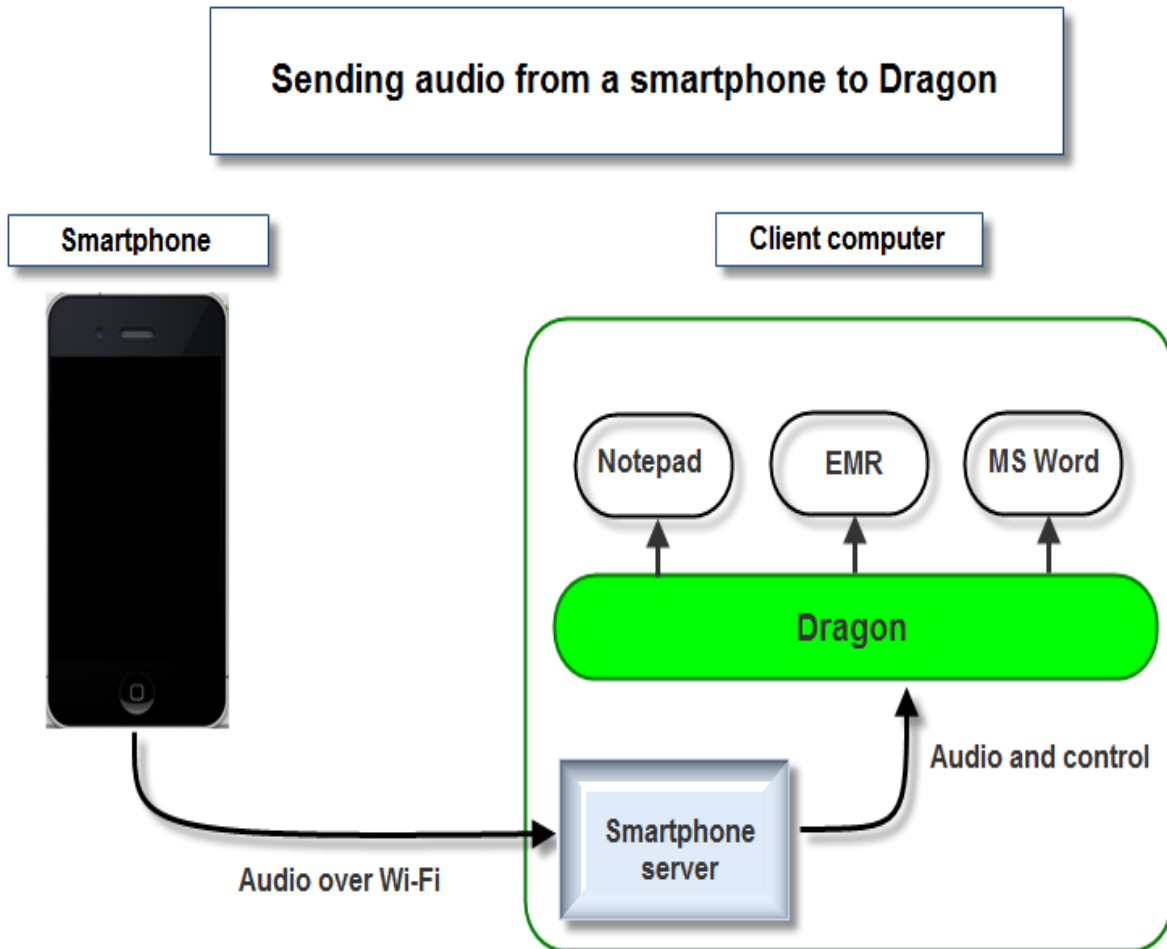 Sending audio from a smartphone to Dragon
Smartphone
Client computer
Notepad
EMR
MS Word
Dragon
Audio and control
Smartphone
server
Audio over Wi-Fi